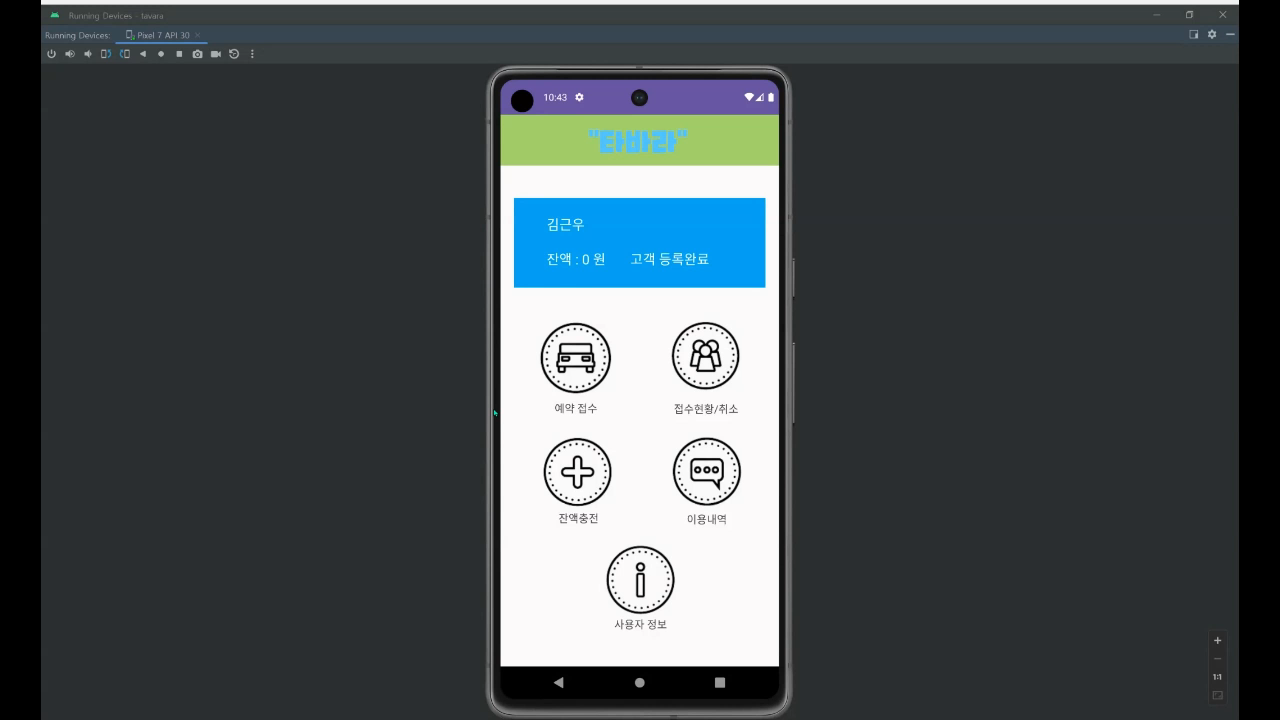 Running Devices - tavara
Running Devices:
Pixel 7 API 30
10:43
"타바라"
김근우
잔액 : 0 원
고객 등록완료
예약 접수
접수현황/취소
잔액충전
이용내역
사용자 정보
1:1